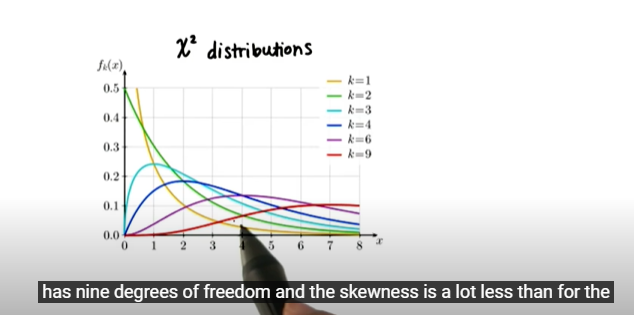 χ² distributions
fₖ(x)
0.5
0.4
0.3
0.2
0.1
0.0
0 1 2 3 4 5 6 7 8 x
k=1
k=2
k=3
k=4
k=6
k=9
has nine degrees of freedom and the skewness is a lot less than for the